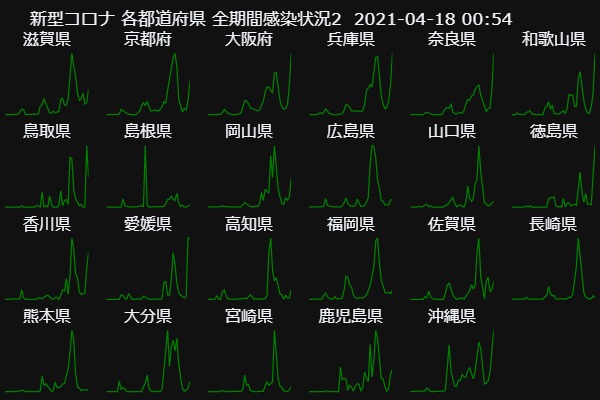 新型コロナ 各都道府県 全期間感染状況2 2021-04-18 00:54
滋賀県 京都府 大阪府 兵庫県 奈良県 和歌山県
鳥取県 島根県 岡山県 広島県 山口県 徳島県
香川県 愛媛県 高知県 福岡県 佐賀県 長崎県
熊本県 大分県 宮崎県 鹿児島県 沖縄県